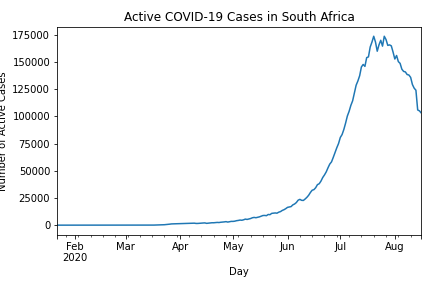 Active COVID-19 Cases in South Africa
175000
150000
125000
100000
75000
50000
25000
0
Number of Active Cases
Feb Mar Apr May Jun Jul Aug
2020
Day